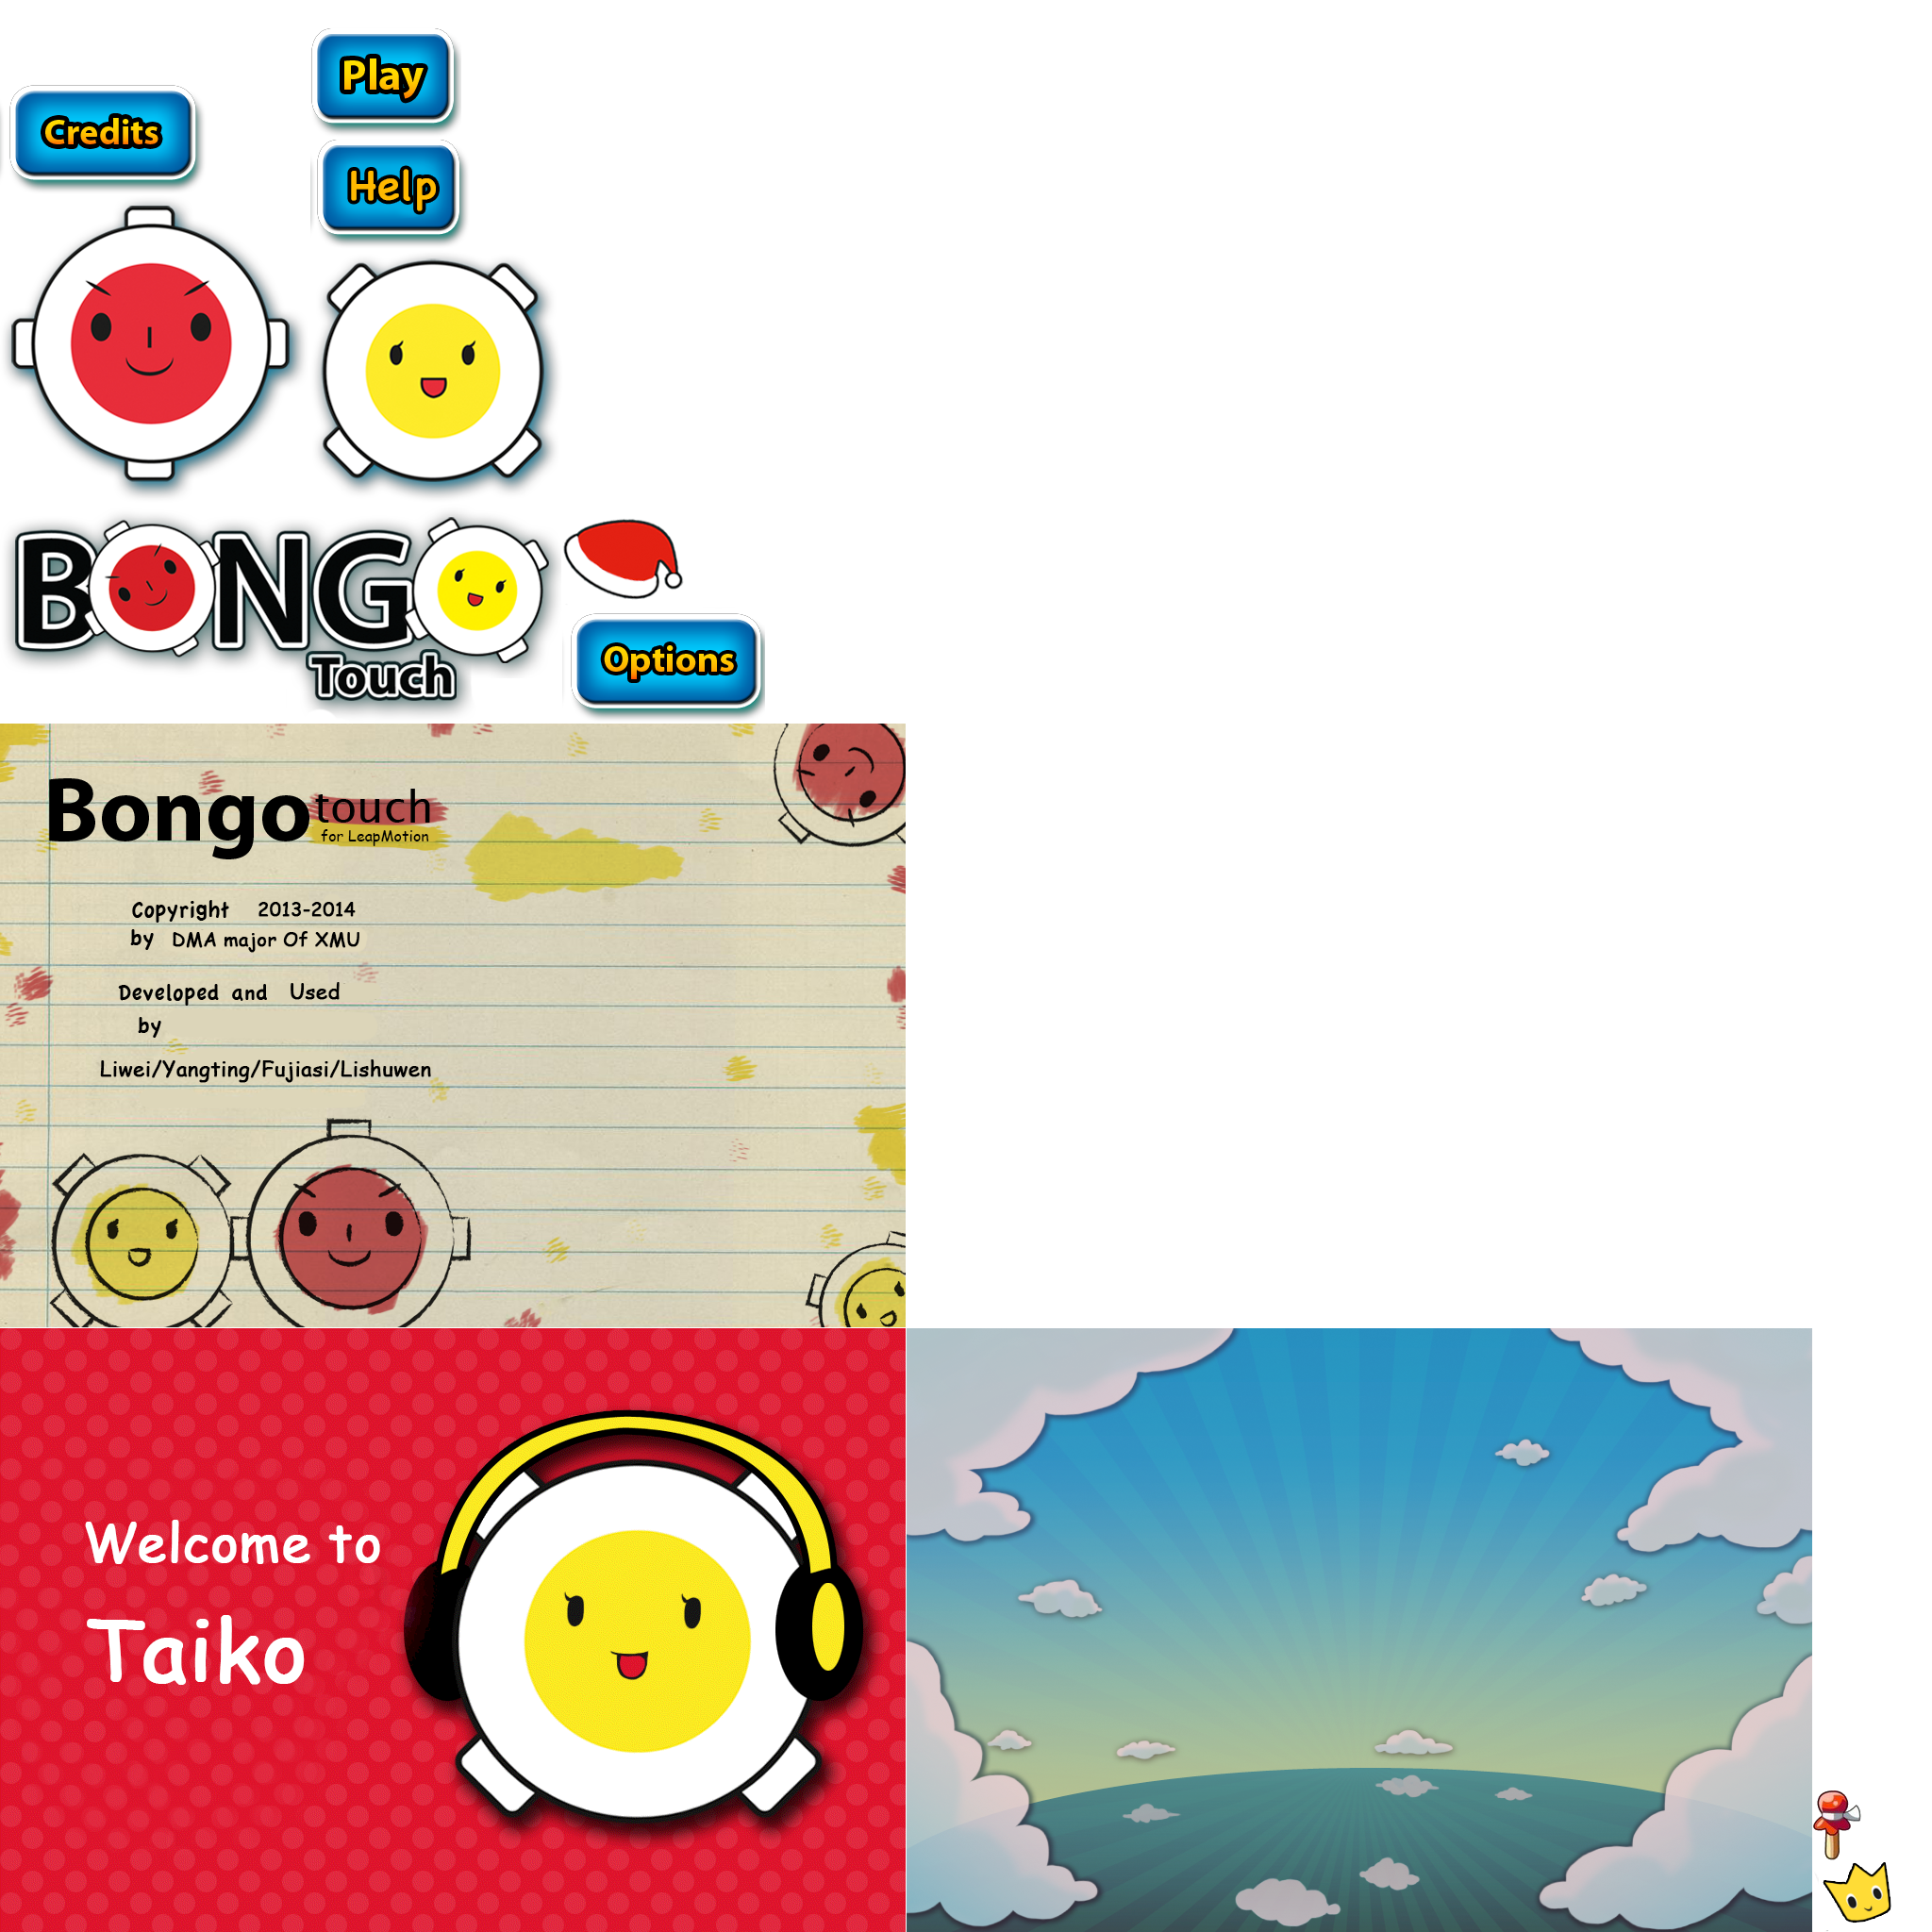 Play
Credits
Help
BONGO
Touch
Options
Bongo touch
for LeapMotion
Copyright 2013-2014
by DMA major Of XMU
Developed and Used
by
Liwei/Yangting/Fujiasi/Lishuwen
Welcome to
Taiko